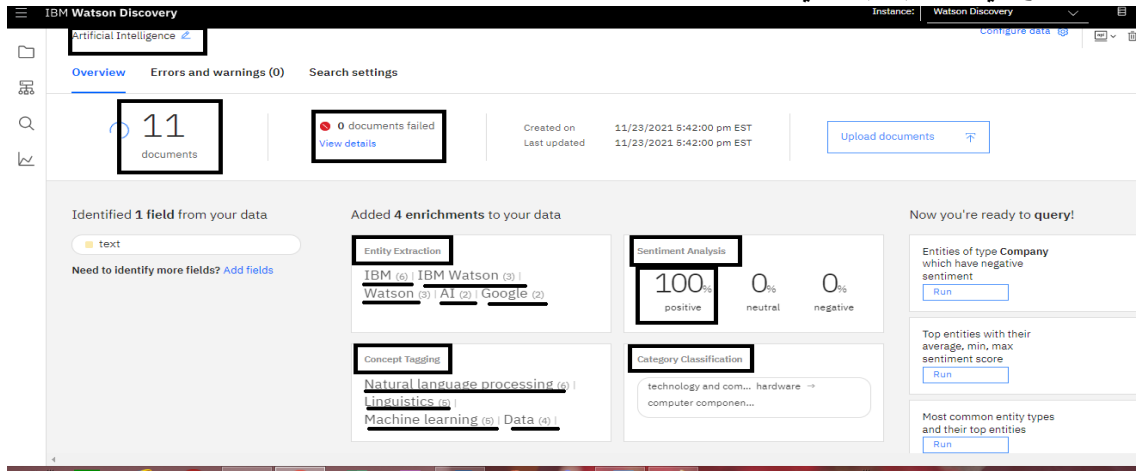 IBM Watson Discovery
Instance: Watson Discovery
Artificial Intelligence
Configure data
Overview Errors and warnings (0) Search settings
11
documents
0 documents failed
View details
Created on 11/23/2021 5:42:00 pm EST
Last updated 11/23/2021 5:42:00 pm EST
Upload documents
Identified 1 field from your data
text
Need to identify more fields? Add fields
Added 4 enrichments to your data
Entity Extraction
IBM (6) | IBM Watson (3) |
Watson (3) | AI (2) | Google (2)
Sentiment Analysis
100% 0% 0%
positive neutral negative
Concept Tagging
Natural language processing (6) |
Linguistics (5) |
Machine learning (5) | Data (4) |
Category Classification
technology and com... hardware →
computer componen...
Now you're ready to query!
Entities of type Company
which have negative
sentiment
Run
Top entities with their
average, min, max
sentiment score
Run
Most common entity types
and their top entities
Run